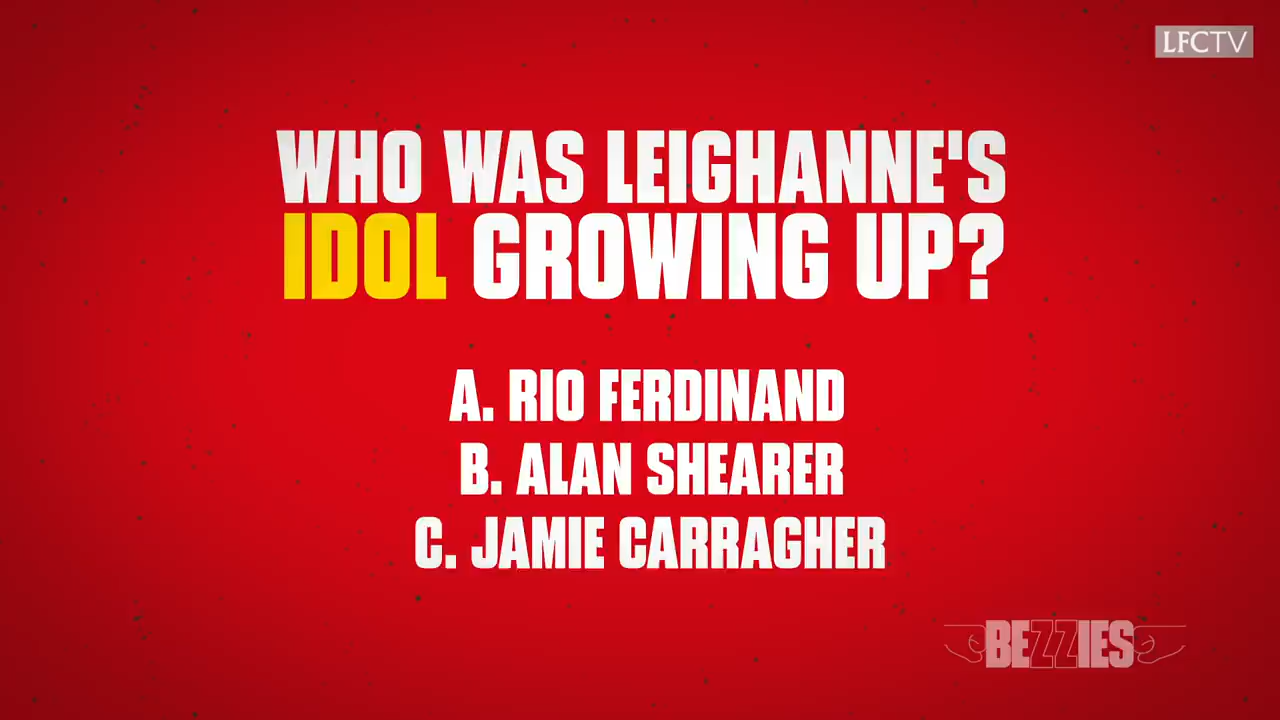 LFCTV
WHO WAS LEIGHANNE'S
IDOL GROWING UP?
A. RIO FERDINAND
B. ALAN SHEARER
C. JAMIE CARRAGHER
BEZZIES